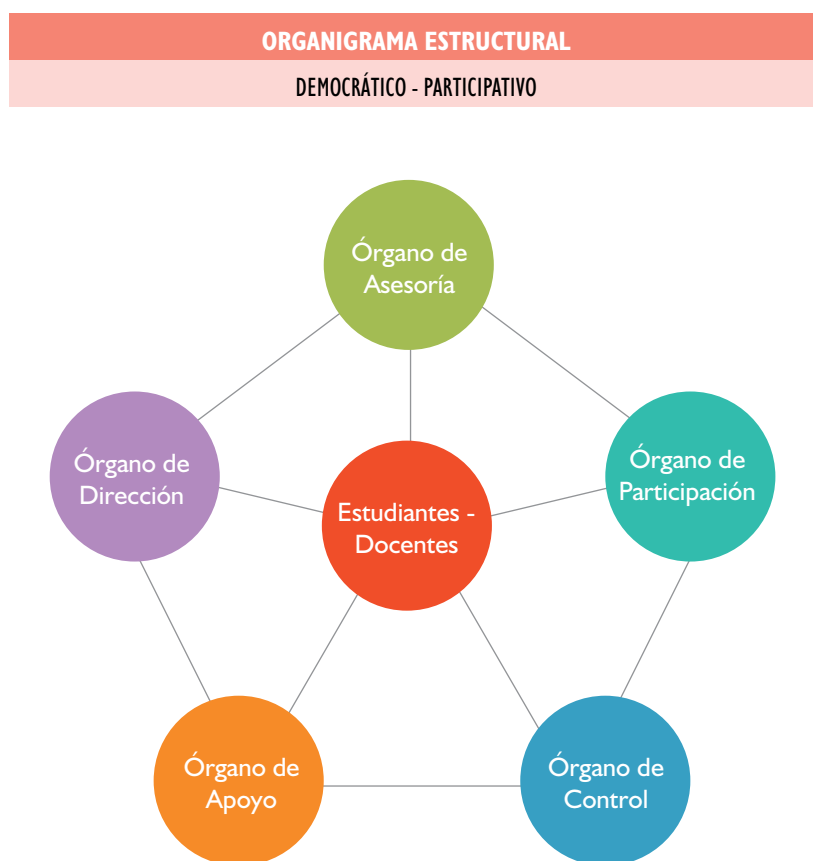 ORGANIGRAMA ESTRUCTURAL
DEMOCRÁTICO - PARTICIPATIVO
Órgano de
Asesoría
Órgano de
Dirección
Órgano de
Participación
Estudiantes -
Docentes
Órgano de
Apoyo
Órgano de
Control